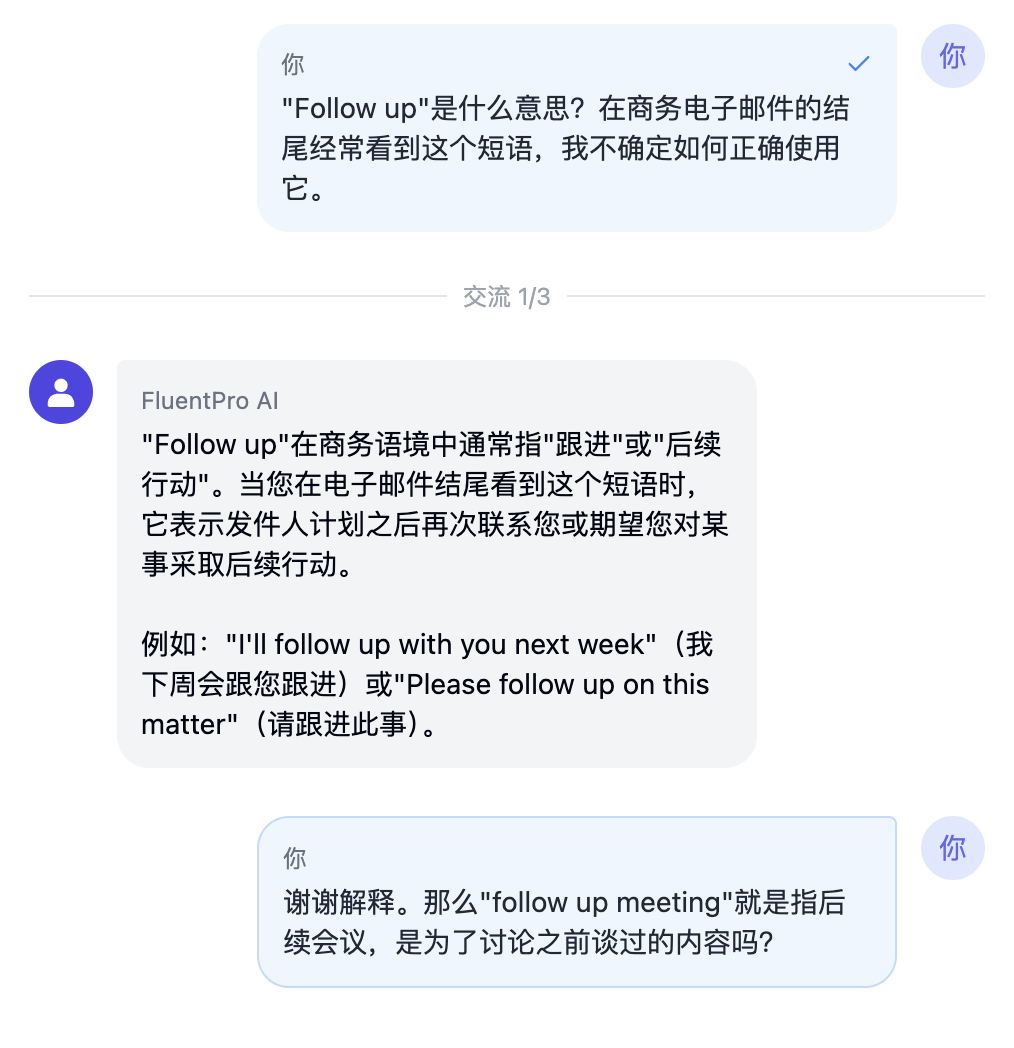 你
你
"Follow up"是什么意思？在商务电子邮件的结
尾经常看到这个短语，我不确定如何正确使用
它。
交流 1/3
FluentPro AI
"Follow up"在商务语境中通常指"跟进"或"后续
行动"。当您在电子邮件结尾看到这个短语时，
它表示发件人计划之后再次联系您或期望您对某
事采取后续行动。
例如："I'll follow up with you next week"（我
下周会跟您跟进）或"Please follow up on this
matter"（请跟进此事）。
你
你
谢谢解释。那么"follow up meeting"就是指后
续会议，是为了讨论之前谈过的内容吗？